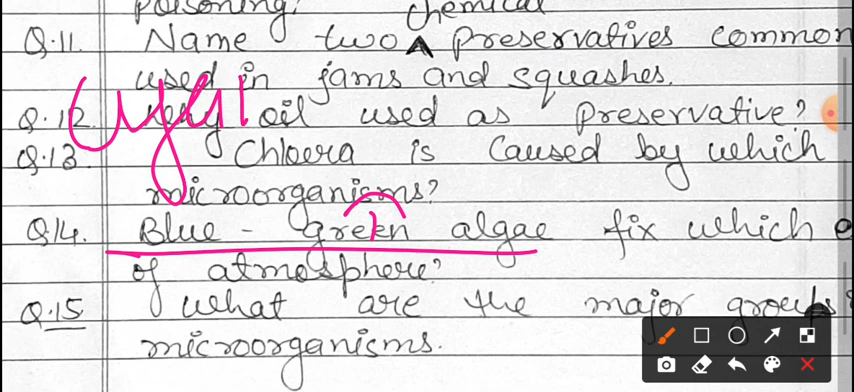 poisoning?
chemical
Q.11. Name two ^ preservatives common
used in jams and squashes.
Q.12. oil used as preservative?
Q.13 Chloera is caused by which
microorganisms?
Q.14. Blue - green algae fix which
of atmosphere?
Q.15 what are the major groups
microorganisms.